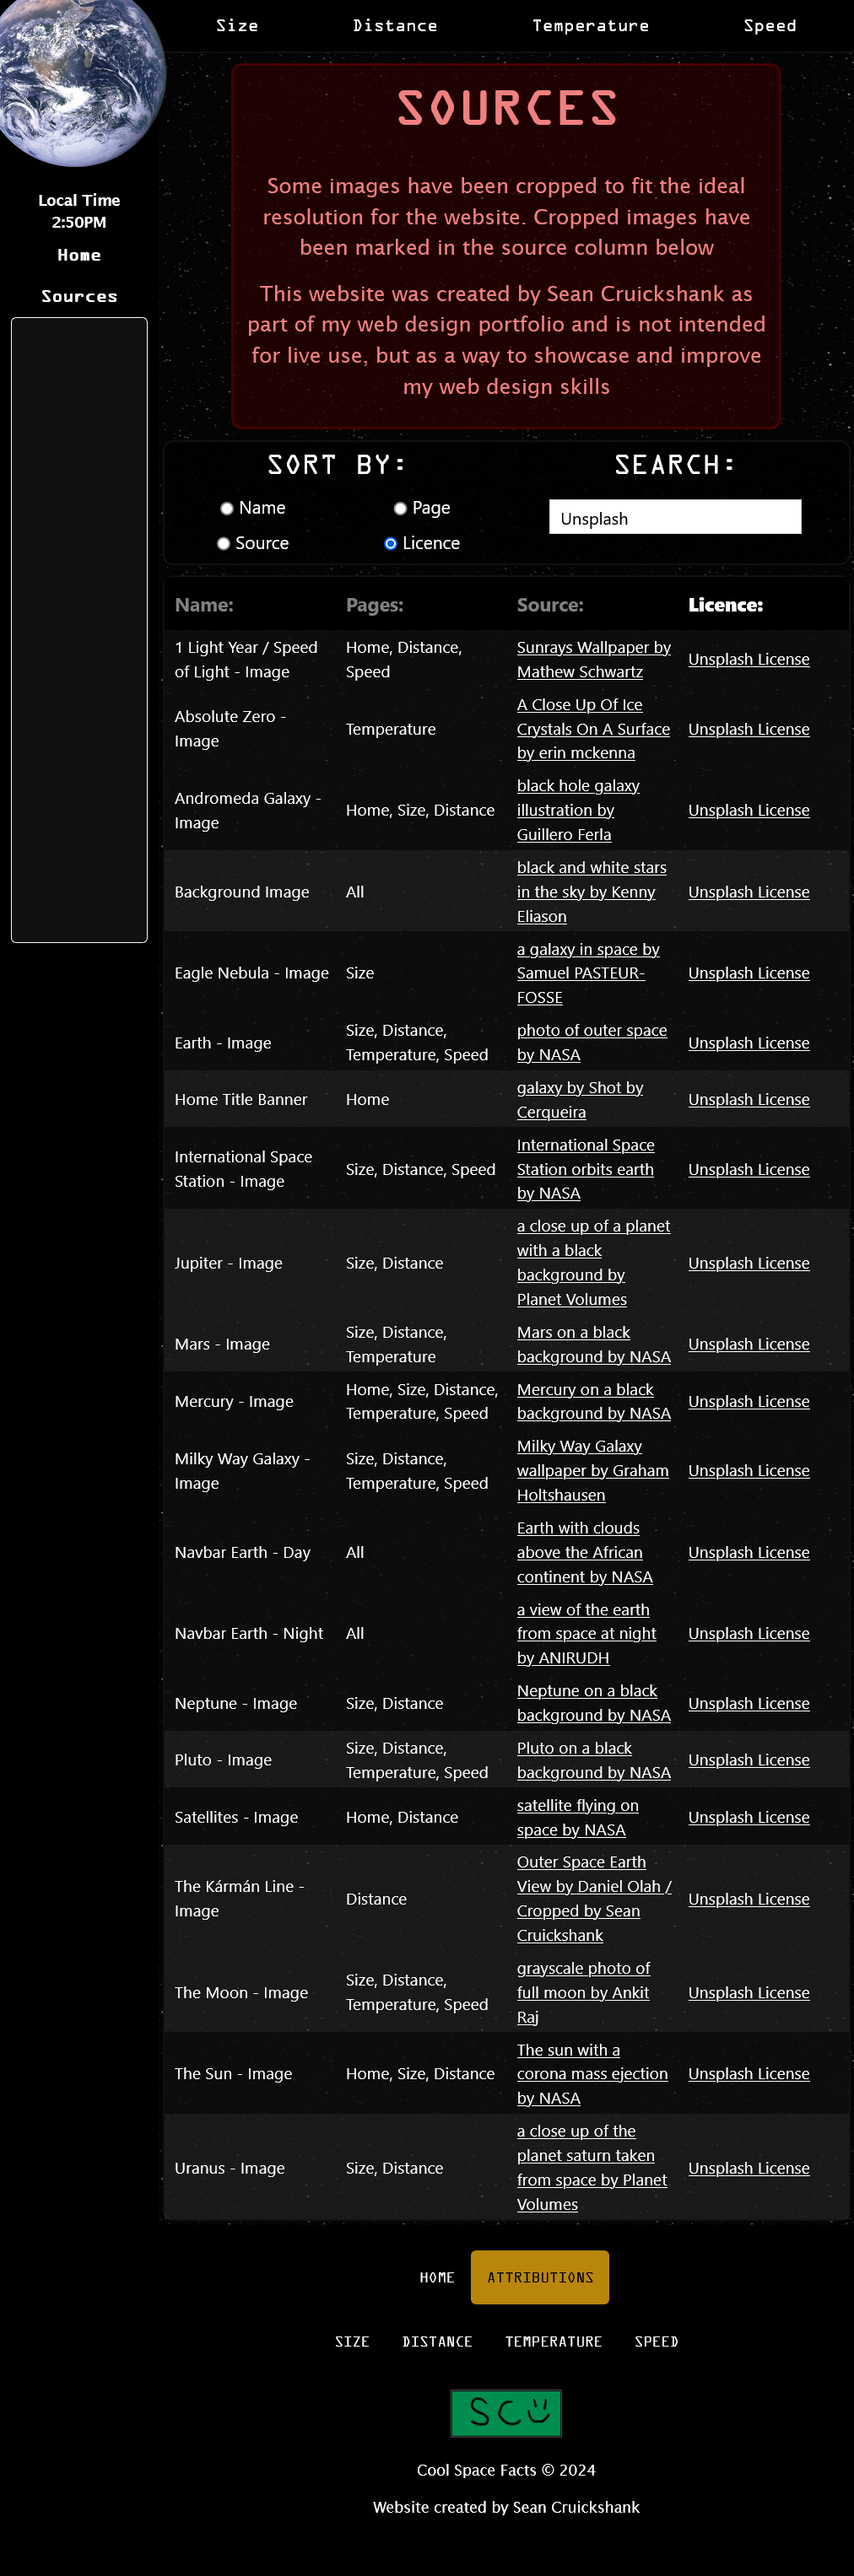 Size Distance Temperature Speed
Local Time
2:50PM
Home
Sources
SOURCES
Some images have been cropped to fit the ideal
resolution for the website. Cropped images have
been marked in the source column below
This website was created by Sean Cruickshank as
part of my web design portfolio and is not intended
for live use, but as a way to showcase and improve
my web design skills
SORT BY:
Name Page
Source Licence
SEARCH:
Unsplash
Name: Pages: Source: Licence:
1 Light Year / Speed
of Light - Image
Home, Distance,
Speed
Sunrays Wallpaper by
Mathew Schwartz
Unsplash License
Absolute Zero -
Image
Temperature
A Close Up Of Ice
Crystals On A Surface
by erin mckenna
Unsplash License
Andromeda Galaxy -
Image
Home, Size, Distance
black hole galaxy
illustration by
Guillero Ferla
Unsplash License
Background Image
All
black and white stars
in the sky by Kenny
Eliason
Unsplash License
Eagle Nebula - Image
Size
a galaxy in space by
Samuel PASTEUR-
FOSSE
Unsplash License
Earth - Image
Size, Distance,
Temperature, Speed
photo of outer space
by NASA
Unsplash License
Home Title Banner
Home
galaxy by Shot by
Cerqueira
Unsplash License
International Space
Station - Image
Size, Distance, Speed
International Space
Station orbits earth
by NASA
Unsplash License
Jupiter - Image
Size, Distance
a close up of a planet
with a black
background by
Planet Volumes
Unsplash License
Mars - Image
Size, Distance,
Temperature
Mars on a black
background by NASA
Unsplash License
Mercury - Image
Home, Size, Distance,
Temperature, Speed
Mercury on a black
background by NASA
Unsplash License
Milky Way Galaxy -
Image
Size, Distance,
Temperature, Speed
Milky Way Galaxy
wallpaper by Graham
Holtshausen
Unsplash License
Navbar Earth - Day
All
Earth with clouds
above the African
continent by NASA
Unsplash License
Navbar Earth - Night
All
a view of the earth
from space at night
by ANIRUDH
Unsplash License
Neptune - Image
Size, Distance
Neptune on a black
background by NASA
Unsplash License
Pluto - Image
Size, Distance,
Temperature, Speed
Pluto on a black
background by NASA
Unsplash License
Satellites - Image
Home, Distance
satellite flying on
space by NASA
Unsplash License
The Kármán Line -
Image
Distance
Outer Space Earth
View by Daniel Olah /
Cropped by Sean
Cruickshank
Unsplash License
The Moon - Image
Size, Distance,
Temperature, Speed
grayscale photo of
full moon by Ankit
Raj
Unsplash License
The Sun - Image
Home, Size, Distance
The sun with a
corona mass ejection
by NASA
Unsplash License
Uranus - Image
Size, Distance
a close up of the
planet saturn taken
from space by Planet
Volumes
Unsplash License
HOME ATTRIBUTIONS
SIZE DISTANCE TEMPERATURE SPEED
SC
Cool Space Facts © 2024
Website created by Sean Cruickshank